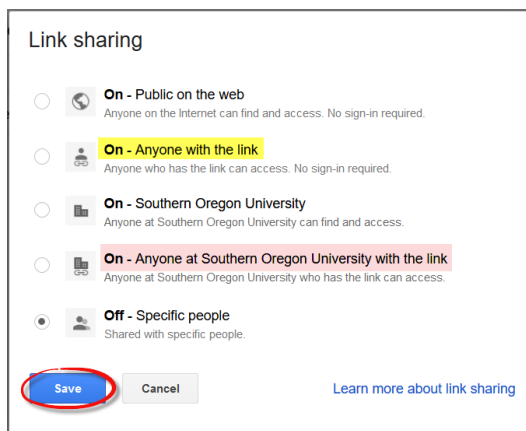 Link sharing
On - Public on the web
Anyone on the Internet can find and access. No sign-in required.
On - Anyone with the link
Anyone who has the link can access. No sign-in required.
On - Southern Oregon University
Anyone at Southern Oregon University can find and access.
On - Anyone at Southern Oregon University with the link
Anyone at Southern Oregon University who has the link can access.
Off - Specific people
Shared with specific people.
Save Cancel Learn more about link sharing